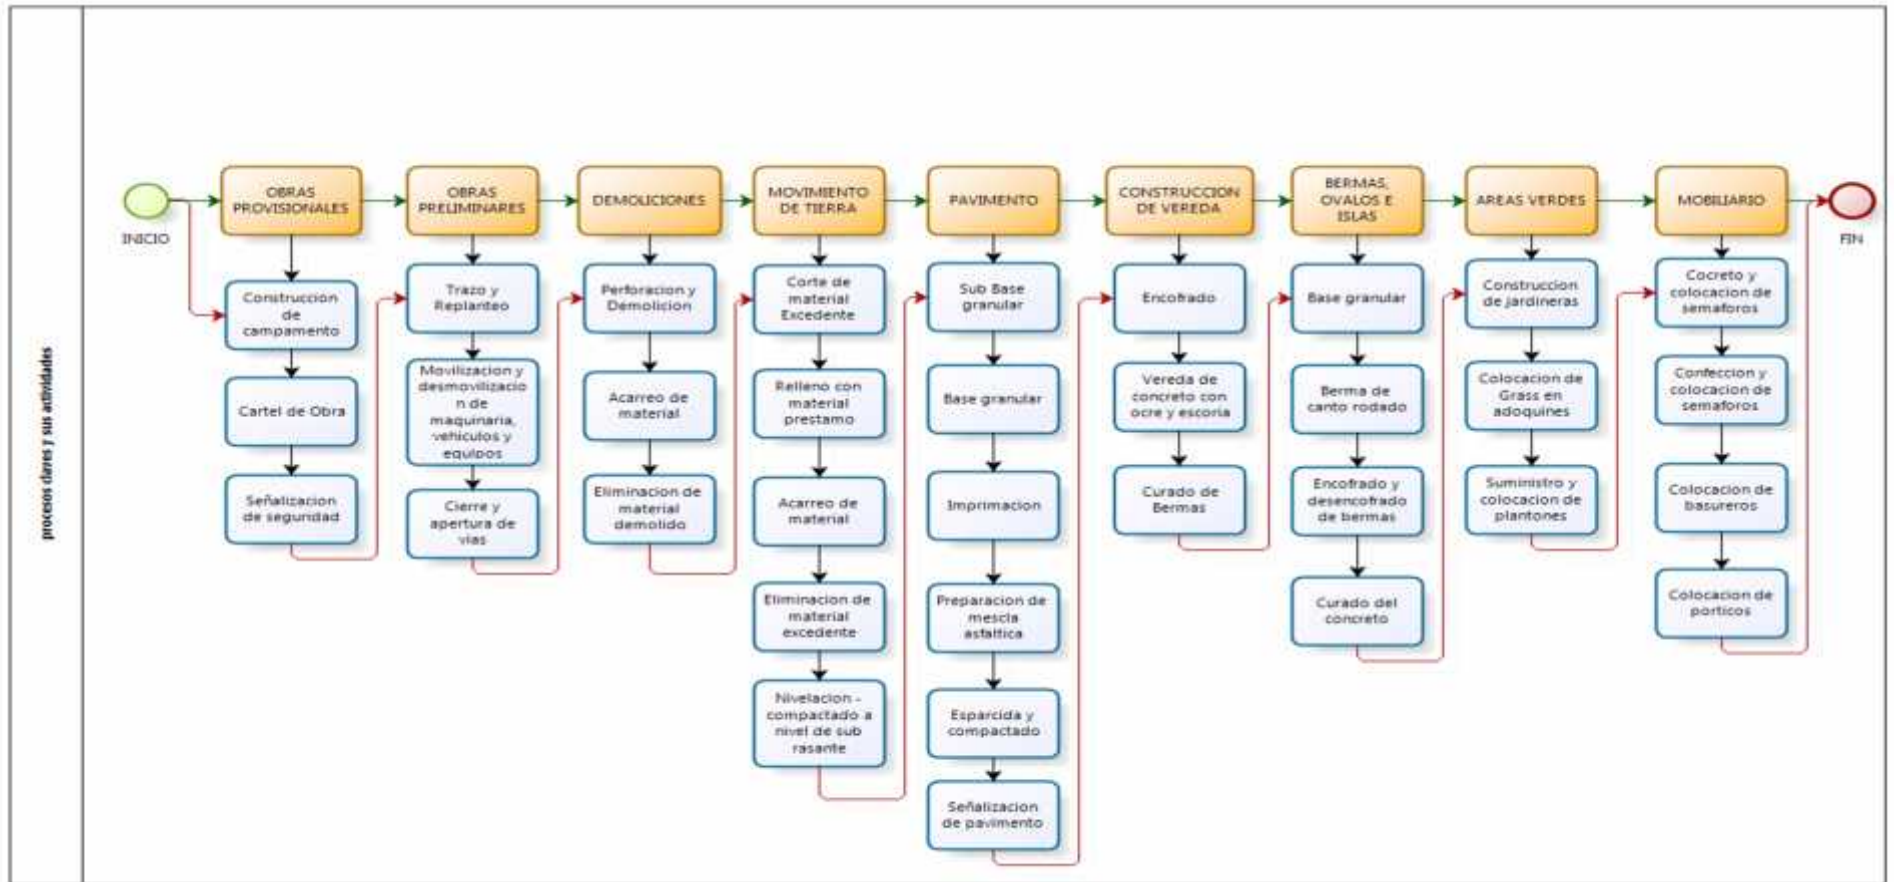 procesos claves y sus actividades
INICIO
OBRAS
PROVISIONALES
Construccion
de
campamento
Cartel de Obra
Señalizacion
de seguridad
OBRAS
PRELIMINARES
Trazo y
Replanteo
Movilizacion y
desmovilizacio
n de
maquinaria,
vehiculos y
equipos
Cierre y
apertura de
vias
DEMOLICIONES
Perforacion y
Demolicion
Acarreo de
material
Eliminacion de
material
demolido
MOVIMIENTO
DE TIERRA
Corte de
material
Excedente
Relleno con
material
prestamo
Acarreo de
material
Eliminacion de
material
excedente
Nivelacion -
compactado a
nivel de sub
rasante
PAVIMENTO
Sub Base
granular
Base granular
Imprimacion
Preparacion de
mescla
asfaltica
Esparcida y
compactado
Señalizacion
de pavimento
CONSTRUCCION
DE VEREDA
Encofrado
Vereda de
concreto con
ocre y escoria
Curado de
Bermas
BERMAS,
OVALOS E
ISLAS
Base granular
Berma de
canto rodado
Encofrado y
desencofrado
de bermas
Curado del
concreto
AREAS VERDES
Construccion
de jardineras
Colocacion de
Grass en
adoquines
Suministro y
colocacion de
plantones
MOBILIARIO
Cocreto y
colocacion de
semaforos
Confeccion y
colocacion de
semaforos
Colocacion de
basureros
Colocacion de
porticos
FIN